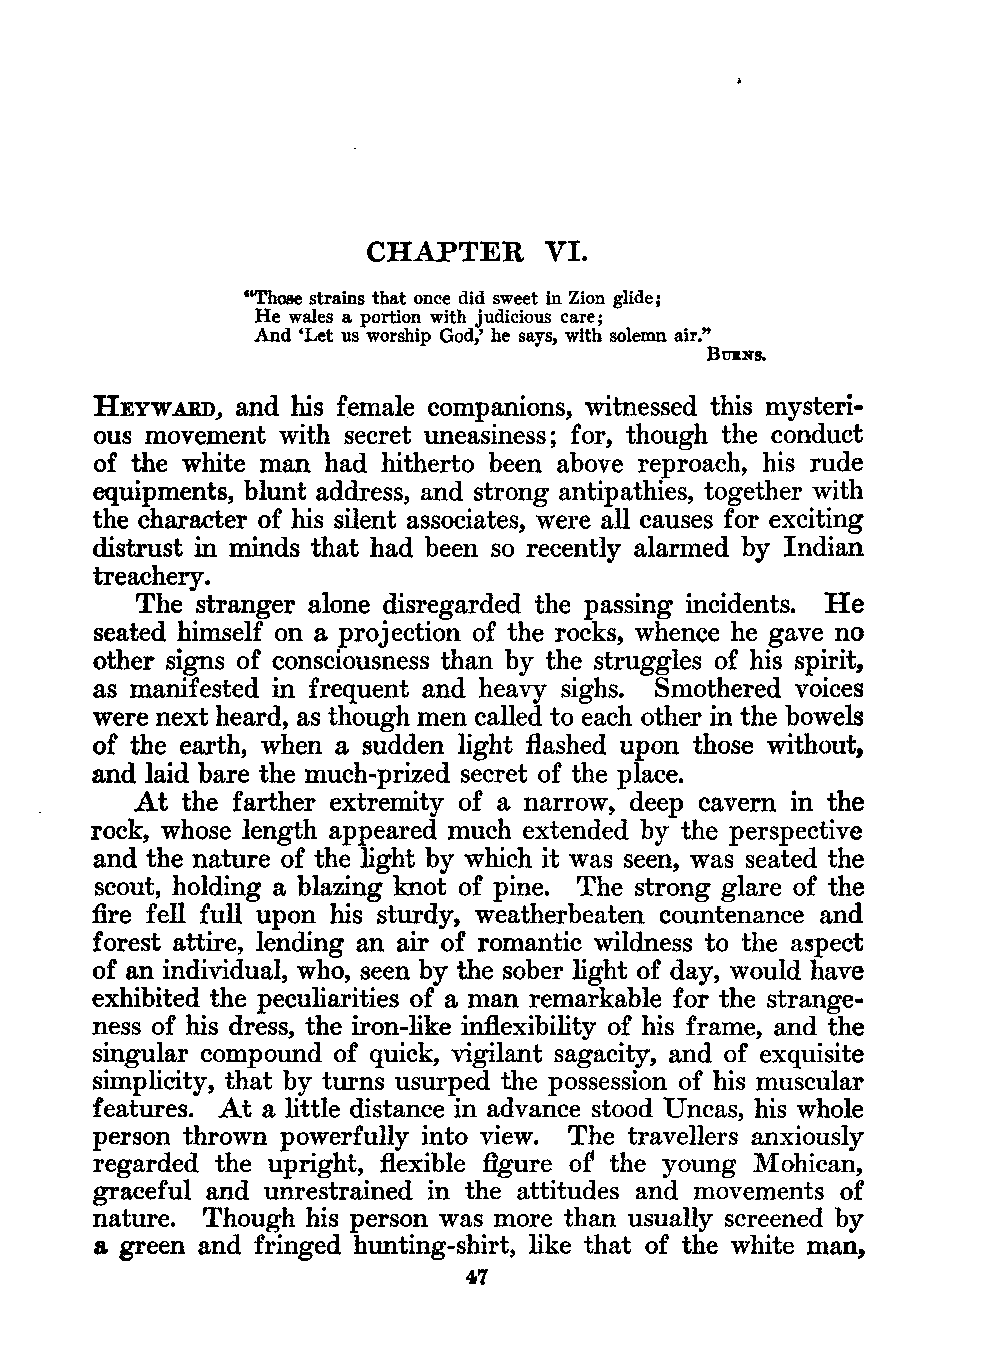 CHAPTER VI.
"Those strains that once did sweet in Zion glide;
He wales a portion with judicious care;
And 'Let us worship God,' he says, with solemn air."
BURNS.
HEYWARD, and his female companions, witnessed this mysteri-
ous movement with secret uneasiness; for, though the conduct
of the white man had hitherto been above reproach, his rude
equipments, blunt address, and strong antipathies, together with
the character of his silent associates, were all causes for exciting
distrust in minds that had been so recently alarmed by Indian
treachery.
The stranger alone disregarded the passing incidents. He
seated himself on a projection of the rocks, whence he gave no
other signs of consciousness than by the struggles of his spirit,
as manifested in frequent and heavy sighs. Smothered voices
were next heard, as though men called to each other in the bowels
of the earth, when a sudden light flashed upon those without,
and laid bare the much-prized secret of the place.
At the farther extremity of a narrow, deep cavern in the
rock, whose length appeared much extended by the perspective
and the nature of the light by which it was seen, was seated the
scout, holding a blazing knot of pine. The strong glare of the
fire fell full upon his sturdy, weatherbeaten countenance and
forest attire, lending an air of romantic wildness to the aspect
of an individual, who, seen by the sober light of day, would have
exhibited the peculiarities of a man remarkable for the strange-
ness of his dress, the iron-like inflexibility of his frame, and the
singular compound of quick, vigilant sagacity, and of exquisite
simplicity, that by turns usurped the possession of his muscular
features. At a little distance in advance stood Uncas, his whole
person thrown powerfully into view. The travellers anxiously
regarded the upright, flexible figure of the young Mohican,
graceful and unrestrained in the attitudes and movements of
nature. Though his person was more than usually screened by
a green and fringed hunting-shirt, like that of the white man,
47